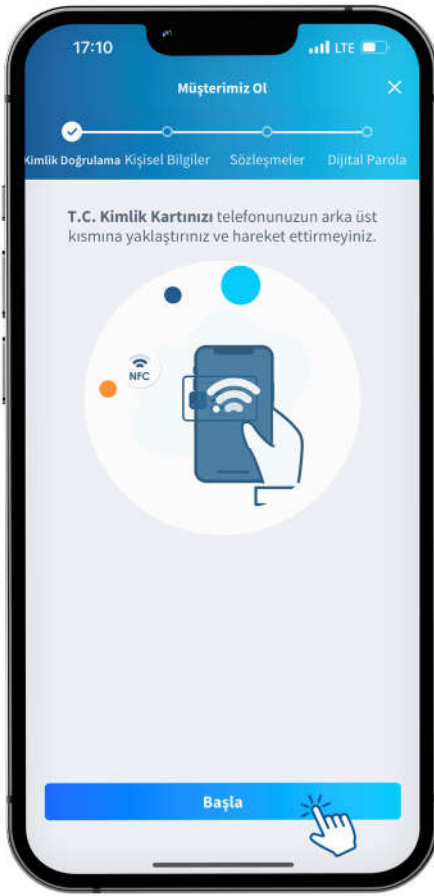 17:10
LTE
Müşterimiz Ol
Kimlik Doğrulama Kişisel Bilgiler Sözleşmeler Dijital Parola
T.C. Kimlik Kartınızı telefonunuzun arka üst
kısmına yaklaştırınız ve hareket ettirmeyiniz.
NFC
Başla